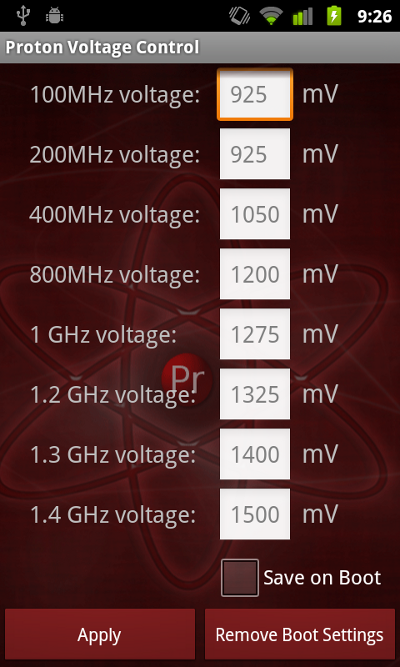 9:26
Proton Voltage Control
100MHz voltage: 925 mV
200MHz voltage: 925 mV
400MHz voltage: 1050 mV
800MHz voltage: 1200 mV
1 GHz voltage: 1275 mV
Pr
1.2 GHz voltage: 1325 mV
1.3 GHz voltage: 1400 mV
1.4 GHz voltage: 1500 mV
Save on Boot
Apply Remove Boot Settings